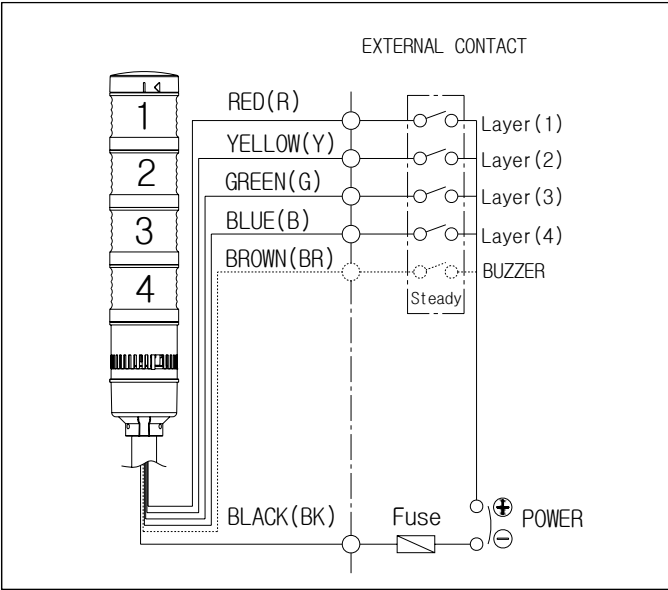 EXTERNAL CONTACT
RED(R)
Layer(1)
YELLOW(Y)
Layer(2)
GREEN(G)
Layer(3)
BLUE(B)
Layer(4)
BROWN(BR)
BUZZER
Steady
1
2
3
4
BLACK(BK)
Fuse
+
POWER
−